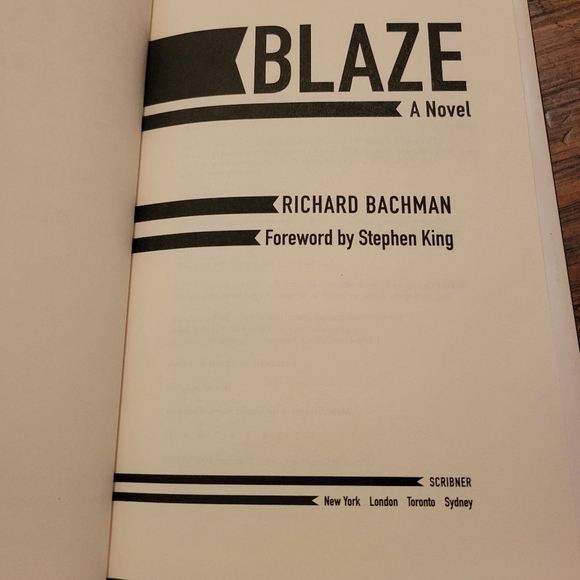 BLAZE
A Novel
RICHARD BACHMAN
Foreword by Stephen King
SCRIBNER
New York London Toronto Sydney